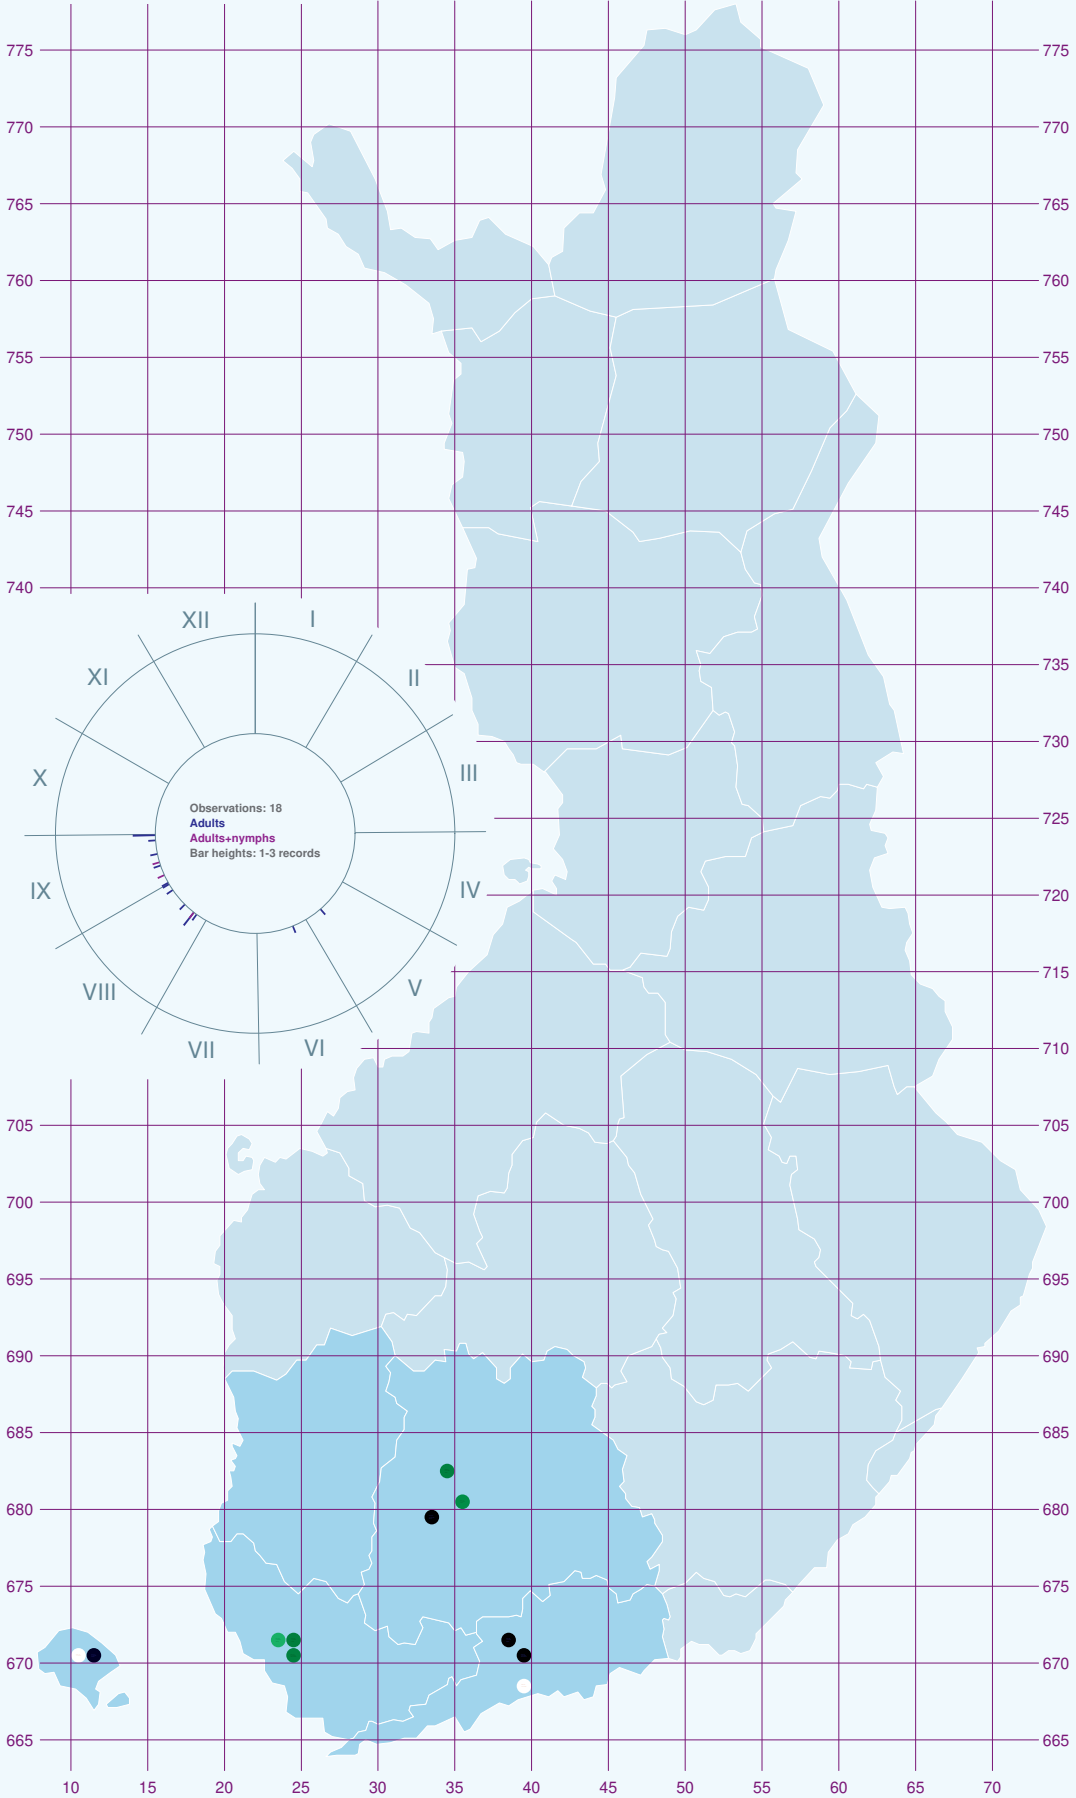 775 775
770 770
765 765
760 760
755 755
750 750
745 745
740 740
XII I
735
XI II
730
X III
Observations: 18
Adults
Adults+nymphs
Bar heights: 1-3 records
725
IX IV
720
VIII V
715
VII VI
710
705 705
700 700
695 695
690 690
685 685
680 680
675 675
670 670
665 665
10 15 20 25 30 35 40 45 50 55 60 65 70